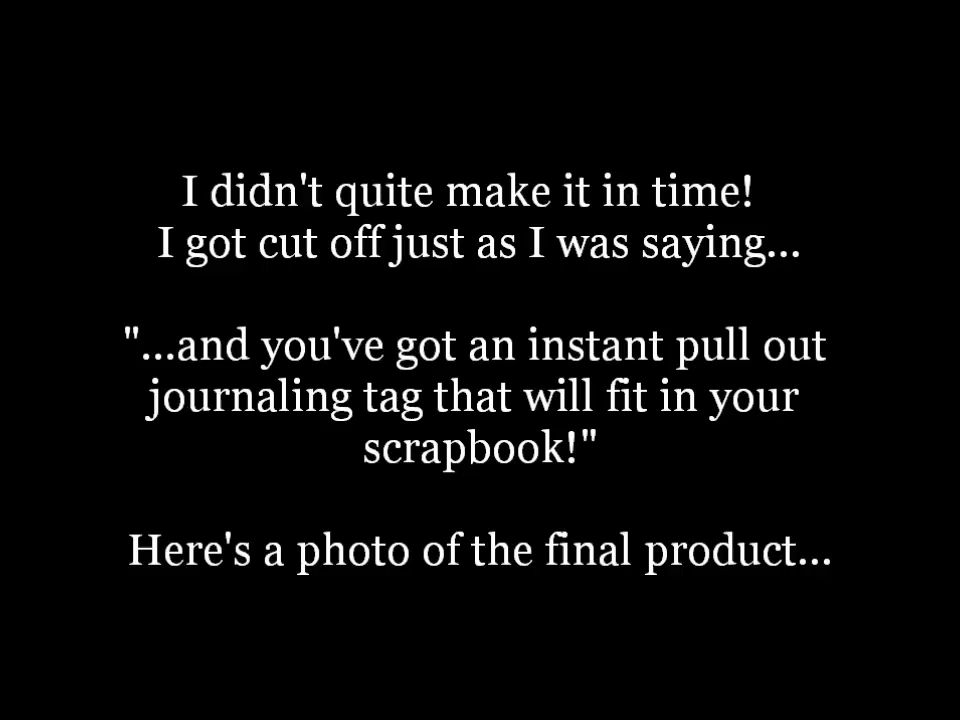 I didn't quite make it in time!
I got cut off just as I was saying...
"...and you've got an instant pull out
journaling tag that will fit in your
scrapbook!"
Here's a photo of the final product...